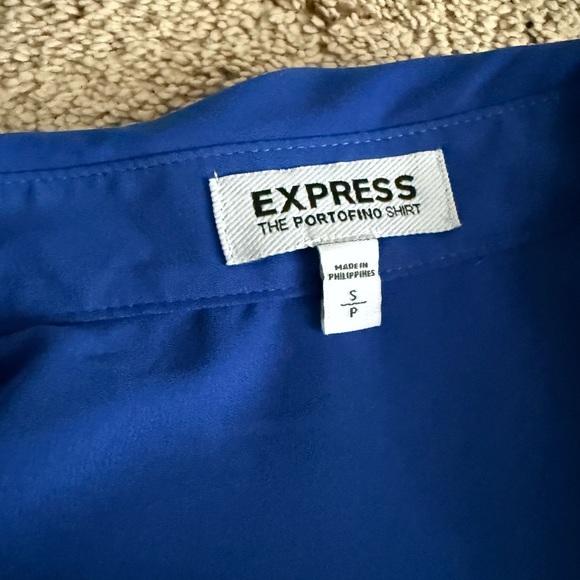 EXPRESS
THE PORTOFINO SHIRT
MADE IN
PHILIPPINES
S
P